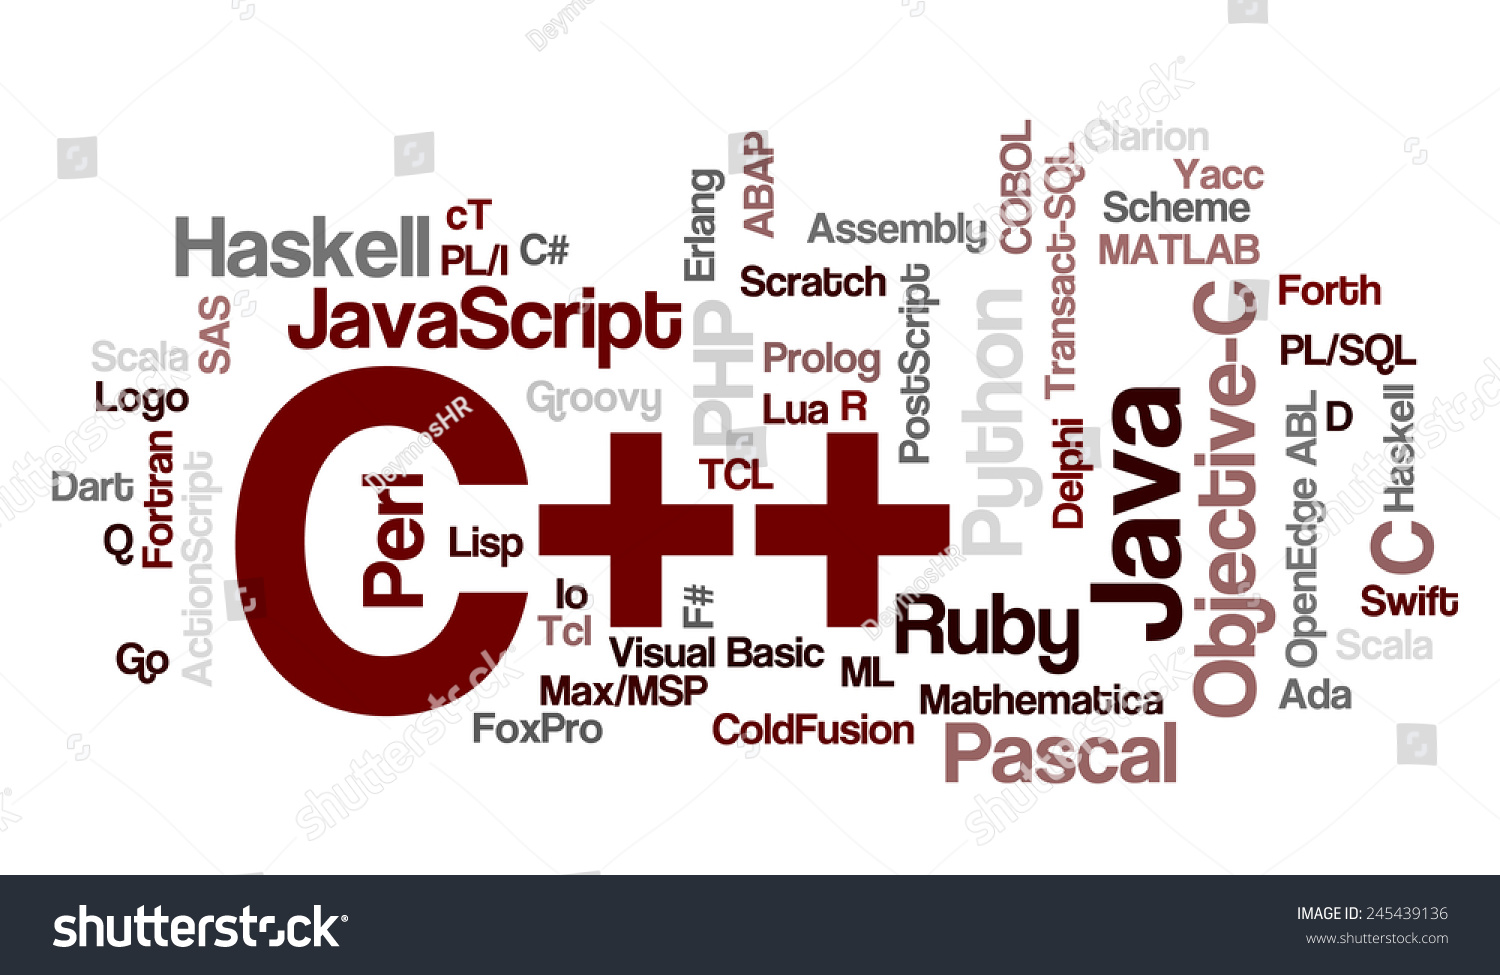 Haskell
cT
PL/I
C#
JavaScript
SAS
Scala
Logo
Fortran
Dart
Q
ActionScript
Go
C++
Perl
Lisp
Groovy
PHP
Erlang
ABAP
Assembly
Scratch
Prolog
Lua
R
TCL
PostScript
Python
COBOL
Transact-SQL
Clarion
Yacc
Scheme
MATLAB
Delphi
Java
Objective-C
Forth
PL/SQL
D
OpenEdge ABL
Haskell
C
Swift
Scala
Ada
Io
Tcl
F#
Visual Basic
Max/MSP
FoxPro
ML
Ruby
Mathematica
ColdFusion
Pascal
DeymosHR
DeymosHR
shutterstock
shutterstock
shutterstock
IMAGE ID: 245439136
www.shutterstock.com